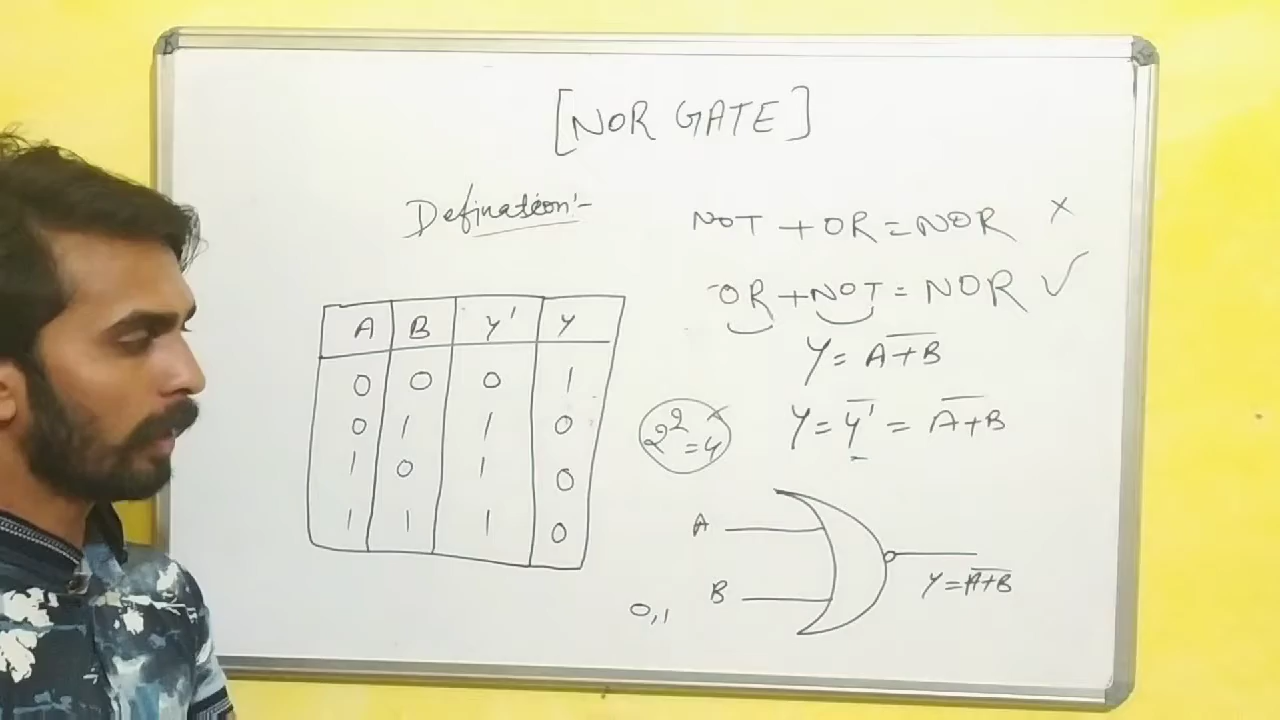 [NOR GATE]
Defination:-
NOT + OR = NOR ×
OR + NOT = NOR ✓
Y = A̅+̅B̅
Y = Y̅'̅ = A̅+̅B̅
A B Y' Y
0 0 0 1
0 1 1 0
1 0 1 0
1 1 1 0
2² = 4
A
B
Y = A̅+̅B̅
0,1